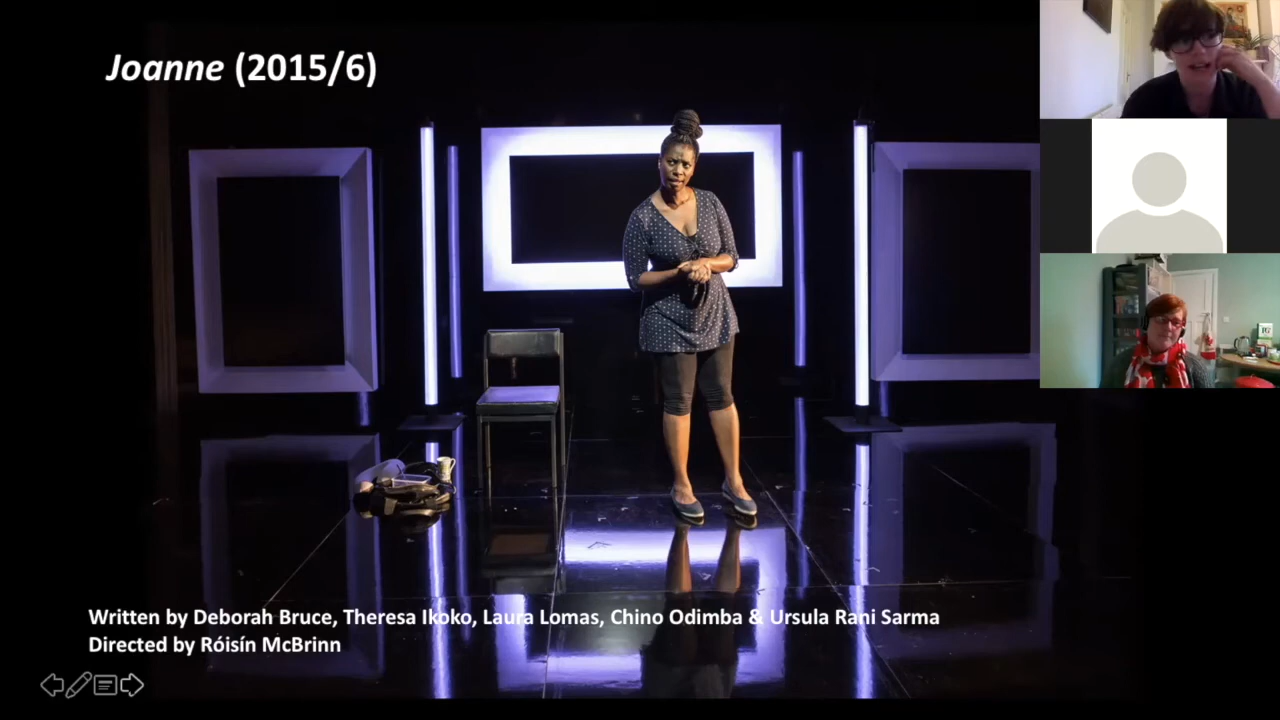 Joanne (2015/6)
Written by Deborah Bruce, Theresa Ikoko, Laura Lomas, Chino Odimba & Ursula Rani Sarma
Directed by Róisín McBrinn